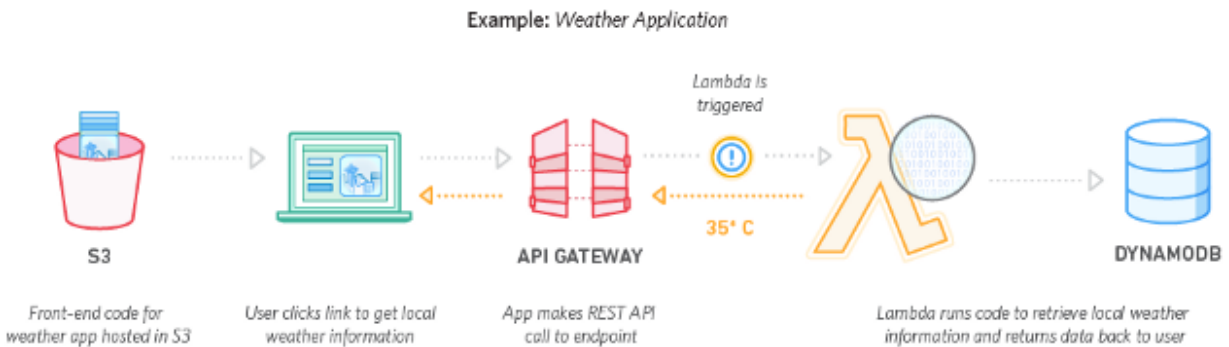 Example: Weather Application
Lambda is
triggered
35° C
S3
API GATEWAY
DYNAMODB
Front-end code for
weather app hosted in S3
User clicks link to get local
weather information
App makes REST API
call to endpoint
Lambda runs code to retrieve local weather
information and returns data back to user